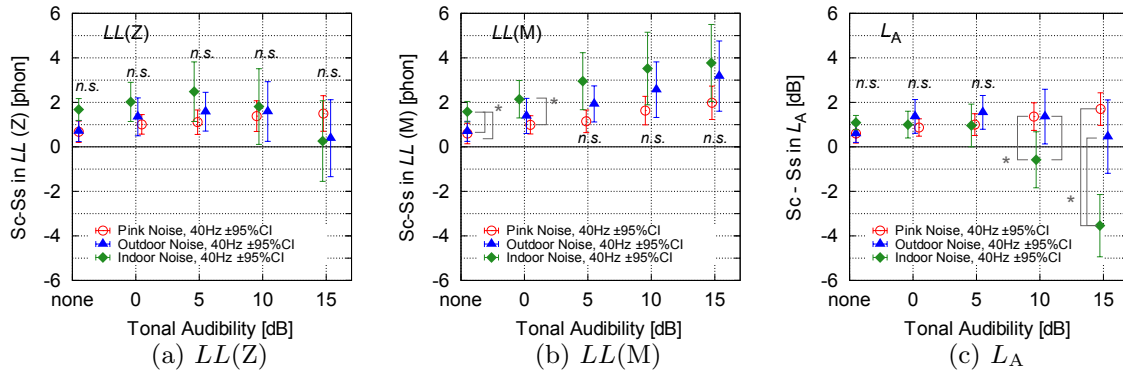 LL(Z)
Sc-Ss in LL (Z) [phon]
6
4
2
0
-2
-4
-6
n.s.
n.s.
n.s.
n.s.
n.s.
Pink Noise, 40Hz ±95%CI
Outdoor Noise, 40Hz ±95%CI
Indoor Noise, 40Hz ±95%CI
none 0 5 10 15
Tonal Audibility [dB]
(a) LL(Z)
LL(M)
Sc-Ss in LL (M) [phon]
6
4
2
0
-2
-4
-6
*
*
n.s.
n.s.
n.s.
Pink Noise, 40Hz ±95%CI
Outdoor Noise, 40Hz ±95%CI
Indoor Noise, 40Hz ±95%CI
none 0 5 10 15
Tonal Audibility [dB]
(b) LL(M)
LA
Sc - Ss in LA [dB]
6
4
2
0
-2
-4
-6
n.s.
n.s.
n.s.
*
*
Pink Noise, 40Hz ±95%CI
Outdoor Noise, 40Hz ±95%CI
Indoor Noise, 40Hz ±95%CI
none 0 5 10 15
Tonal Audibility [dB]
(c) LA